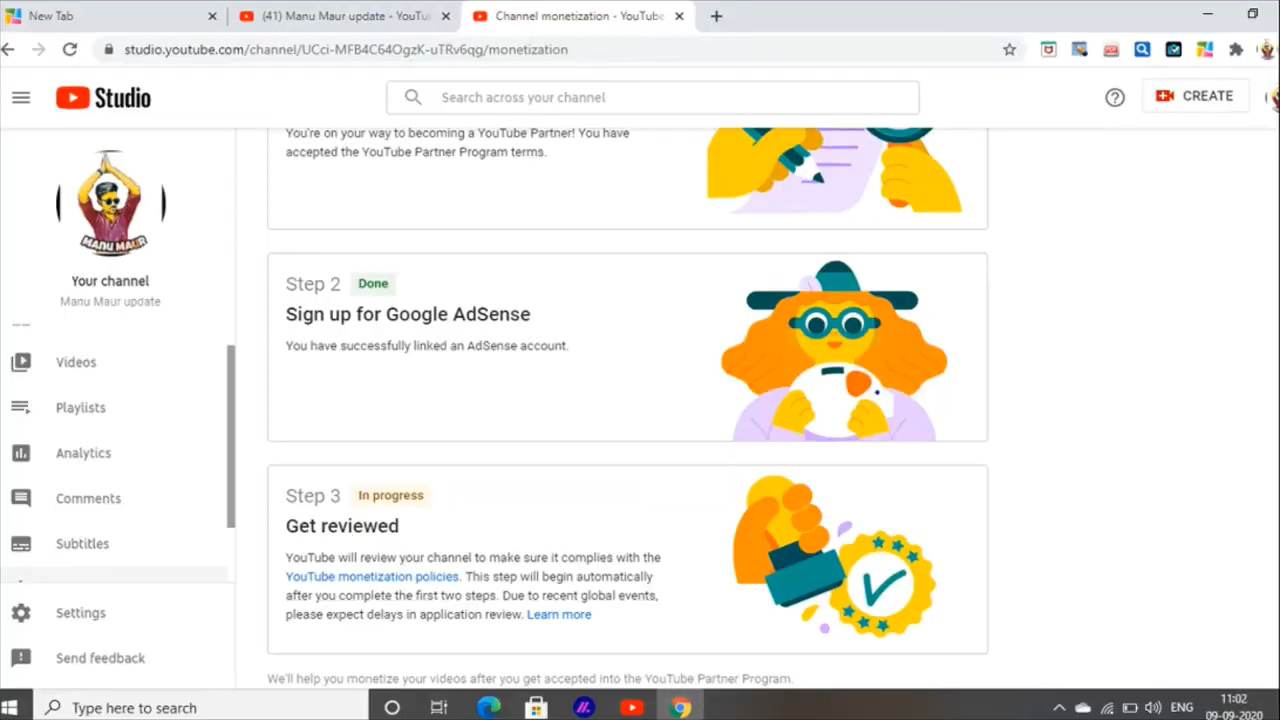 New Tab
(41) Manu Maur update - YouTu
Channel monetization - YouTube
studio.youtube.com/channel/UCci-MFB4C64OgzK-uTRv6qg/monetization
Studio
Search across your channel
CREATE
You're on your way to becoming a YouTube Partner! You have
accepted the YouTube Partner Program terms.
MANU MAUR
Your channel
Manu Maur update
Videos
Playlists
Analytics
Comments
Subtitles
Settings
Send feedback
Step 2 Done
Sign up for Google AdSense
You have successfully linked an AdSense account.
Step 3 In progress
Get reviewed
YouTube will review your channel to make sure it complies with the
YouTube monetization policies. This step will begin automatically
after you complete the first two steps. Due to recent global events,
please expect delays in application review. Learn more
We'll help you monetize your videos after you get accepted into the YouTube Partner Program.
Type here to search
ENG
11:02
09-09-2020